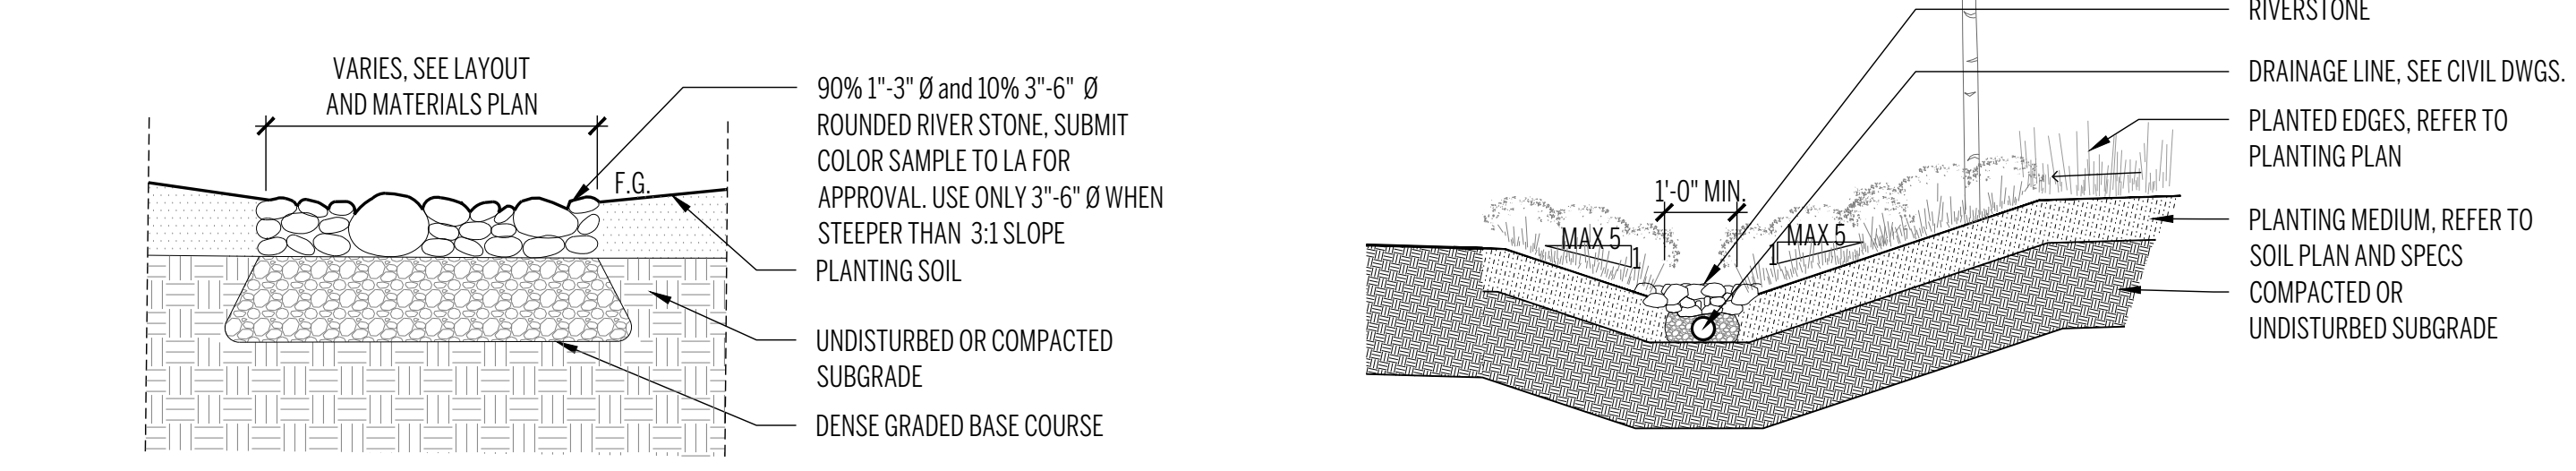 VARIES, SEE LAYOUT
AND MATERIALS PLAN
90% 1"-3" Ø and 10% 3"-6" Ø
ROUNDED RIVER STONE, SUBMIT
COLOR SAMPLE TO LA FOR
APPROVAL. USE ONLY 3"-6" Ø WHEN
STEEPER THAN 3:1 SLOPE
F.G.
PLANTING SOIL
UNDISTURBED OR COMPACTED
SUBGRADE
DENSE GRADED BASE COURSE
RIVERSTONE
DRAINAGE LINE, SEE CIVIL DWGS.
PLANTED EDGES, REFER TO
PLANTING PLAN
1'-0" MIN.
MAX 5
1
MAX 5
1
PLANTING MEDIUM, REFER TO
SOIL PLAN AND SPECS
COMPACTED OR
UNDISTURBED SUBGRADE